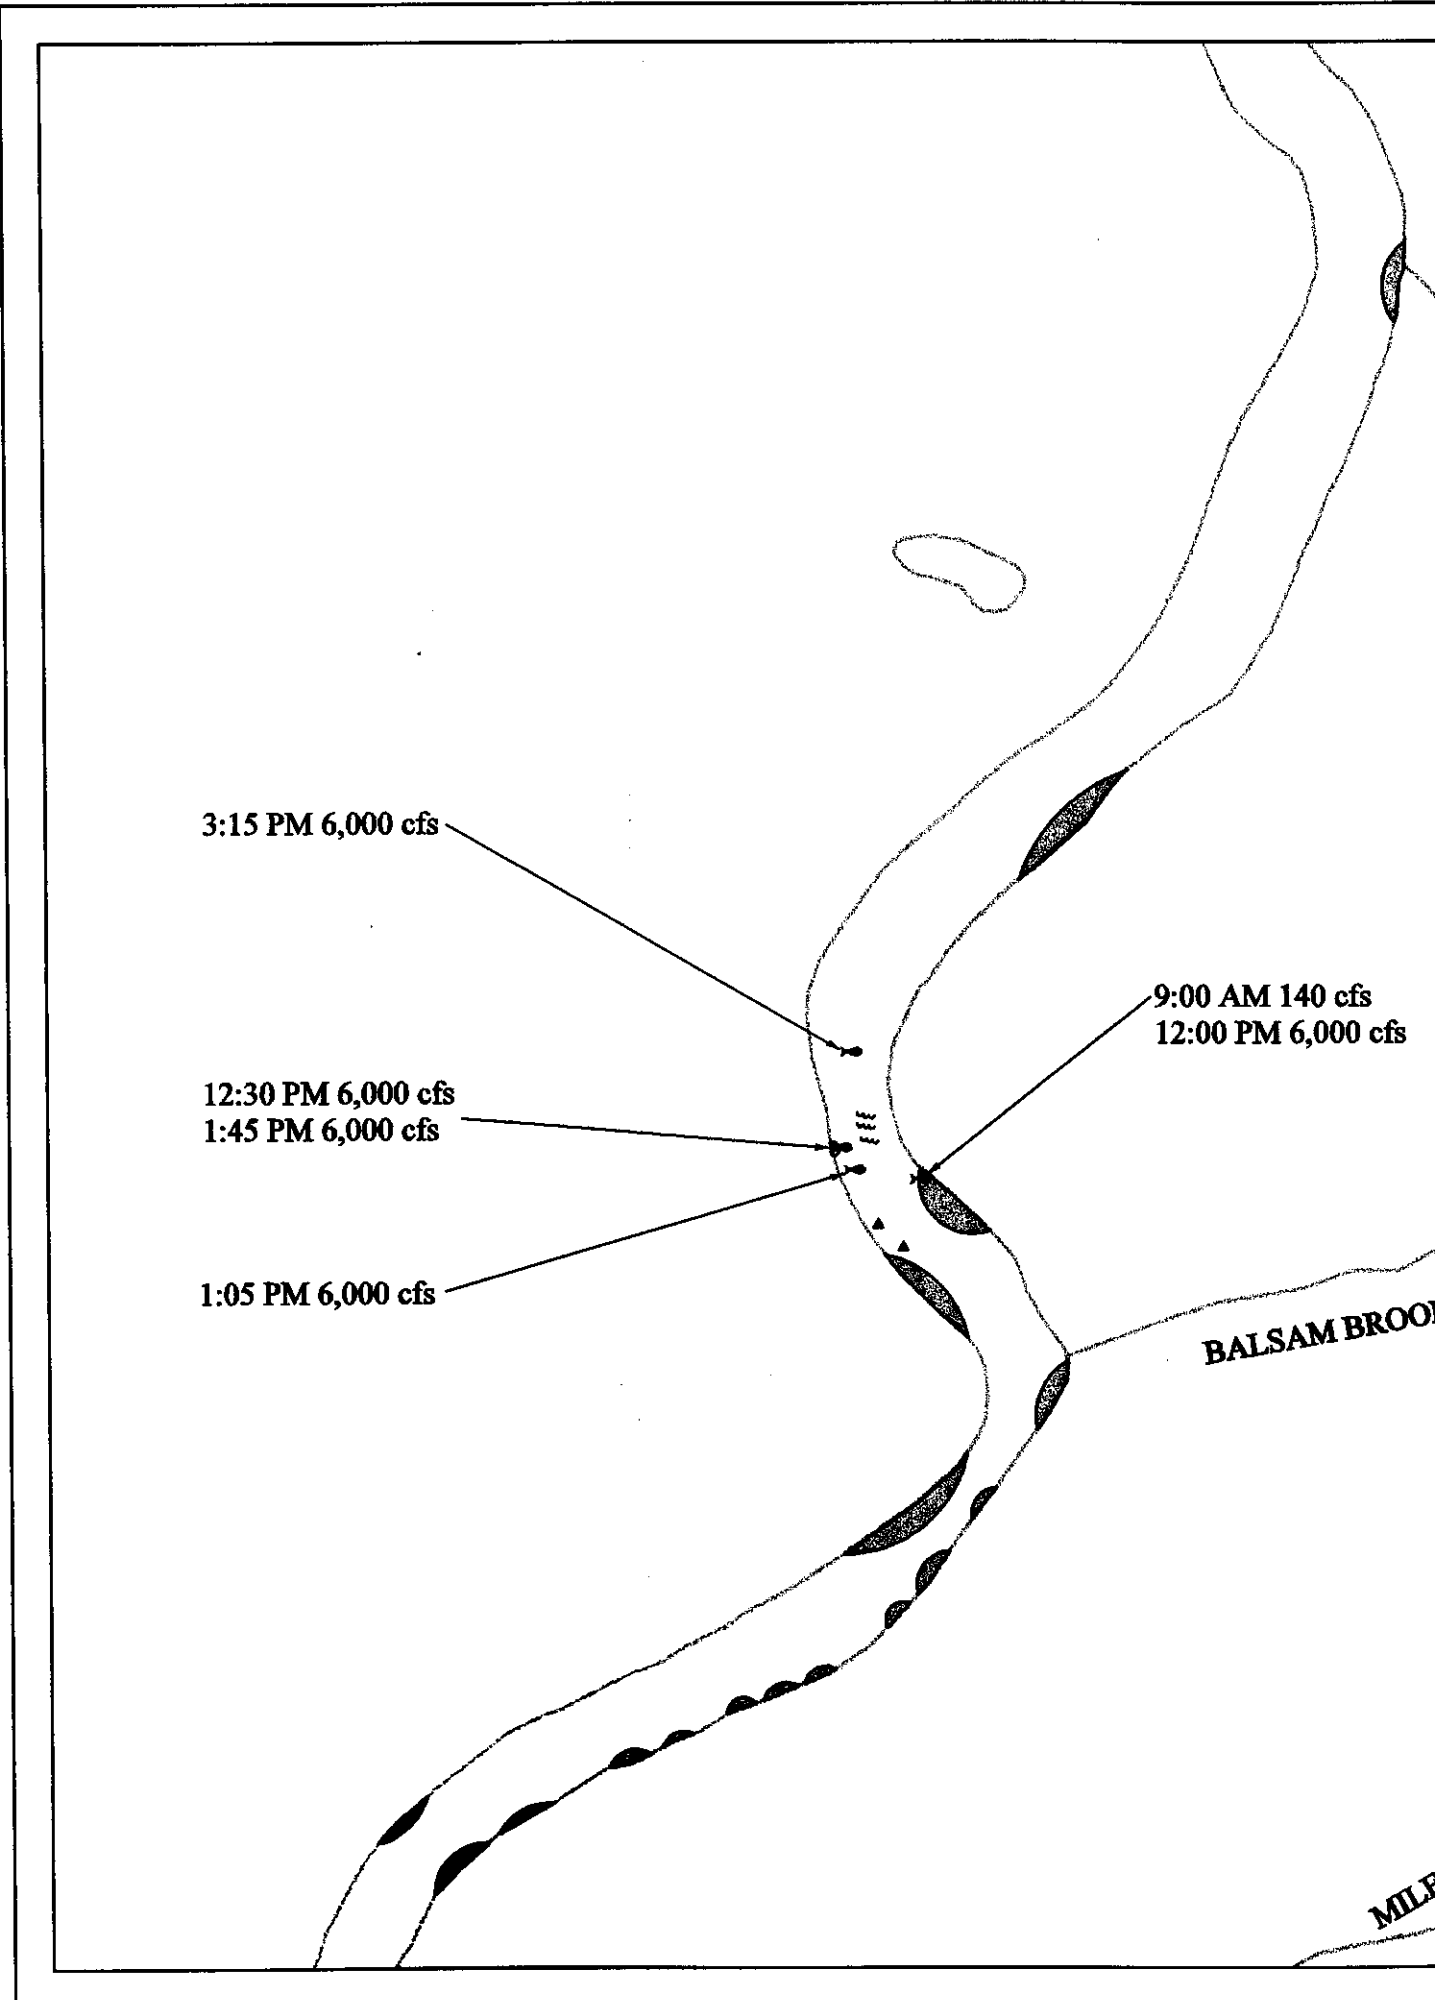 3:15 PM 6,000 cfs
9:00 AM 140 cfs
12:00 PM 6,000 cfs
12:30 PM 6,000 cfs
1:45 PM 6,000 cfs
1:05 PM 6,000 cfs
BALSAM